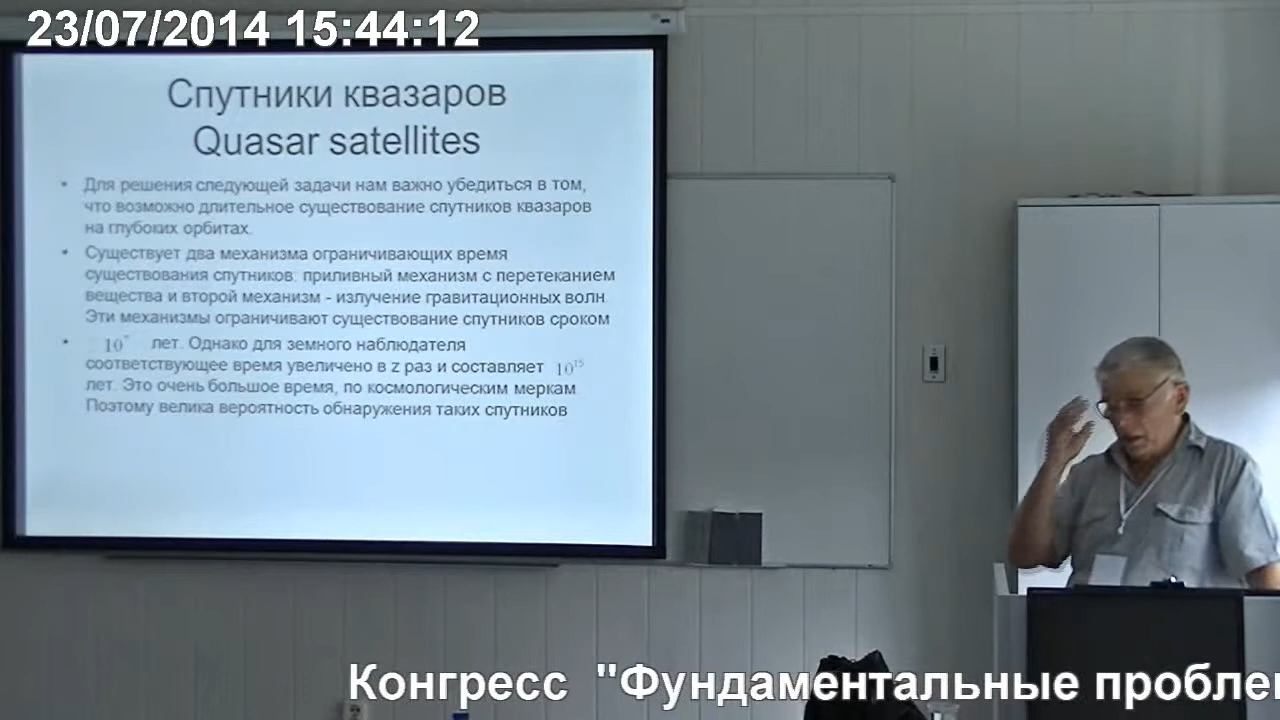 23/07/2014 15:44:12
Спутники квазаров
Quasar satellites
• Для решения следующей задачи нам важно убедиться в том,
что возможно длительное существование спутников квазаров
на глубоких орбитах.
• Существует два механизма ограничивающих время
существования спутников: приливный механизм с перетеканием
вещества и второй механизм - излучение гравитационных волн.
Эти механизмы ограничивают существование спутников сроком
• 10 лет. Однако для земного наблюдателя
соответствующее время увеличено в z раз и составляет 10¹⁵
лет. Это очень большое время, по космологическим меркам.
Поэтому велика вероятность обнаружения таких спутников
Конгресс "Фундаментальные пробле